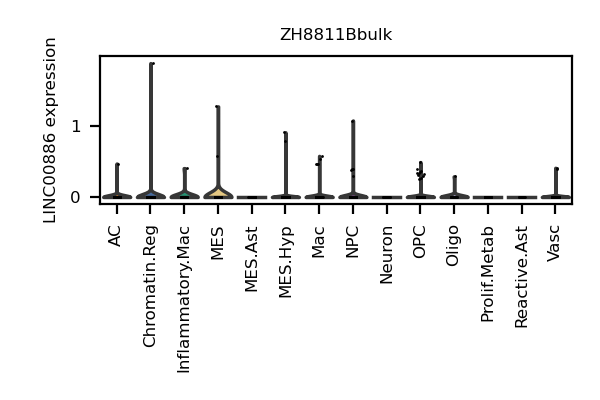 ZH8811Bbulk
LINC00886 expression
1
0
AC
Chromatin.Reg
Inflammatory.Mac
MES
MES.Ast
MES.Hyp
Mac
NPC
Neuron
OPC
Oligo
Prolif.Metab
Reactive.Ast
Vasc